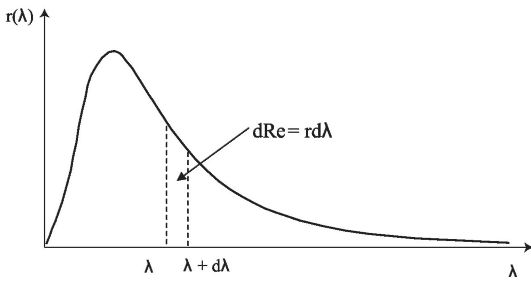 r(λ)
dRe = rdλ
λ
λ + dλ
λ